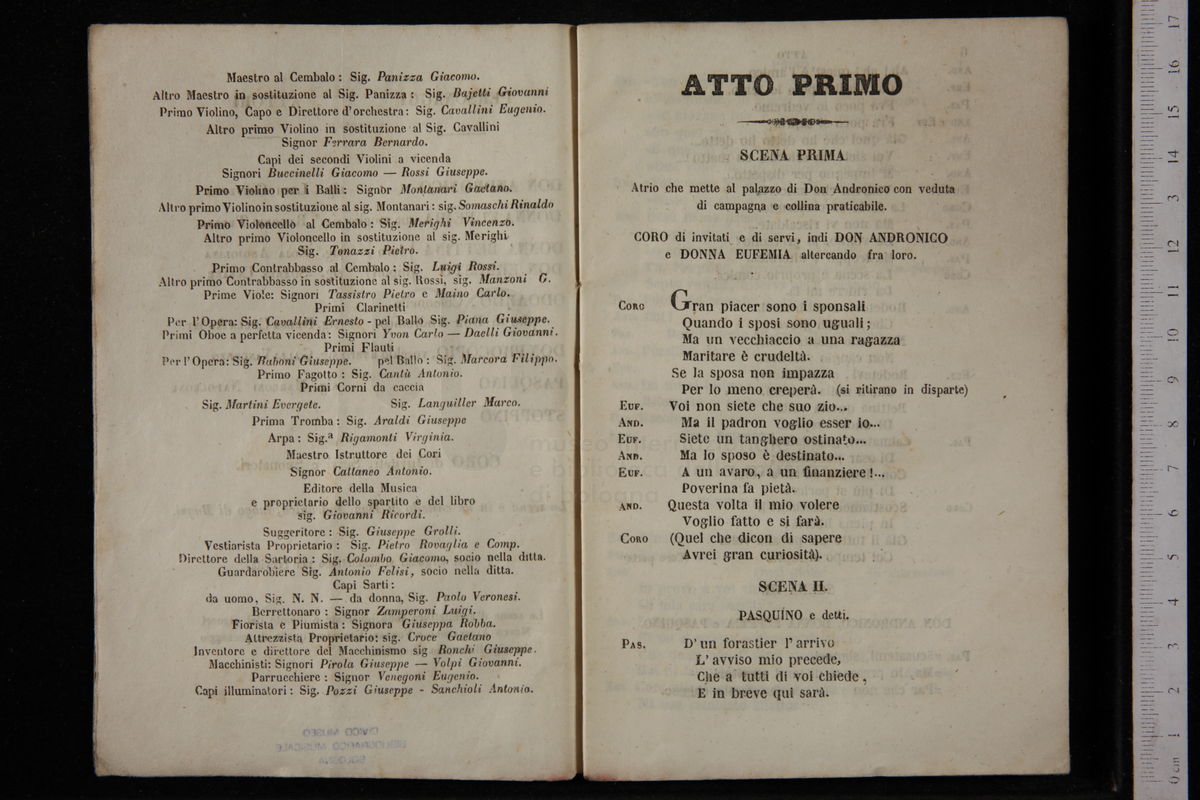 Maestro al Cembalo : Sig. Panizza Giacomo.
Altro Maestro in sostituzione al Sig. Panizza : Sig. Bajetti Giovanni
Primo Violino, Capo e Direttore d'orchestra: Sig. Cavallini Eugenio.
Altro primo Violino in sostituzione al Sig. Cavallini
Signor Ferrara Bernardo.
Capi dei secondi Violini a vicenda
Signori Buccinelli Giacomo — Rossi Giuseppe.
Primo Violino per i Balli : Signor Montanari Gaetano.
Altro primo Violino in sostituzione al sig. Montanari : sig. Somaschi Rinaldo
Primo Violoncello al Cembalo : Sig. Merighi Vincenzo.
Altro primo Violoncello in sostituzione al sig. Merighi
Sig. Tonazzi Pietro.
Primo Contrabbasso al Cembalo : Sig. Luigi Rossi.
Altro primo Contrabbasso in sostituzione al sig. Rossi, sig. Manzoni G.
Prime Viole: Signori Tassistro Pietro e Maino Carlo.
Primi Clarinetti
Per l'Opera: Sig. Cavallini Ernesto - pel Ballo Sig. Piana Giuseppe.
Primi Oboe a perfetta vicenda: Signori Yvon Carlo — Daelli Giovanni.
Primi Flauti
Per l'Opera: Sig. Raboni Giuseppe. pel Ballo : Sig. Marcora Filippo.
Primo Fagotto : Sig. Cantù Antonio.
Primi Corni da caccia
Sig. Martini Evergete. Sig. Languiller Marco.
Prima Tromba : Sig. Araldi Giuseppe
Arpa : Sig.ª Rigamonti Virginia.
Maestro Istruttore dei Cori
Signor Cattaneo Antonio.
Editore della Musica
e proprietario dello spartito e del libro
sig. Giovanni Ricordi.
Suggeritore : Sig. Giuseppe Grolli.
Vestiarista Proprietario : Sig. Pietro Rovaglia e Comp.
Direttore della Sartoria : Sig. Colombo Giacomo, socio nella ditta.
Guardarobiere Sig. Antonio Felisi, socio nella ditta.
Capi Sarti :
da uomo, Sig. N. N. — da donna, Sig. Paolo Veronesi.
Berrettonaro : Signor Zamperoni Luigi.
Fiorista e Piumista : Signora Giuseppa Robba.
Attrezzista Proprietario: sig. Croce Gaetano
Inventore e direttore del Macchinismo sig Ronchi Giuseppe.
Macchinisti: Signori Pirola Giuseppe — Volpi Giovanni.
Parrucchiere : Signor Venegoni Eugenio.
Capi illuminatori : Sig. Pozzi Giuseppe - Sanchioli Antonio.
CIVICO MUSEO
BIBLIOGRAFICO MUSICALE
BOLOGNA
ATTO PRIMO
SCENA PRIMA
Atrio che mette al palazzo di Don Andronico con veduta
di campagna e collina praticabile.
CORO di invitati e di servi, indi DON ANDRONICO
e DONNA EUFEMIA altercando fra loro.
CORO Gran piacer sono i sponsali
Quando i sposi sono uguali ;
Ma un vecchiaccio a una ragazza
Maritare è crudeltà.
Se la sposa non impazza
Per lo meno creperà. (si ritirano in disparte)
EUF. Voi non siete che suo zio...
AND. Ma il padron voglio esser io...
EUF. Siete un tanghero ostinato...
AND. Ma lo sposo è destinato...
EUF. A un avaro, a un finanziere !...
Poverina fa pietà.
AND. Questa volta il mio volere
Voglio fatto e si farà.
CORO (Quel che dicon di sapere
Avrei gran curiosità).
SCENA II.
PASQUINO e detti.
PAS. D' un forastier l' arrivo
L' avviso mio precede,
Che a tutti di voi chiede ,
E in breve qui sarà.